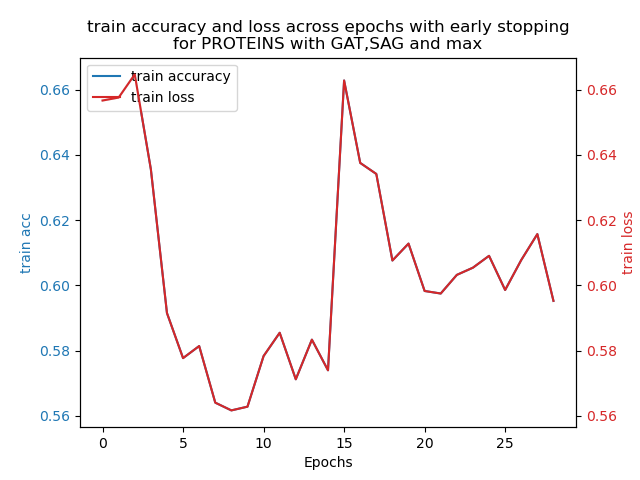 train accuracy and loss across epochs with early stopping
for PROTEINS with GAT,SAG and max
train accuracy
train loss
0.66
0.64
0.62
0.60
0.58
0.56
train acc
0.66
0.64
0.62
0.60
0.58
0.56
train loss
0
5
10
15
20
25
Epochs